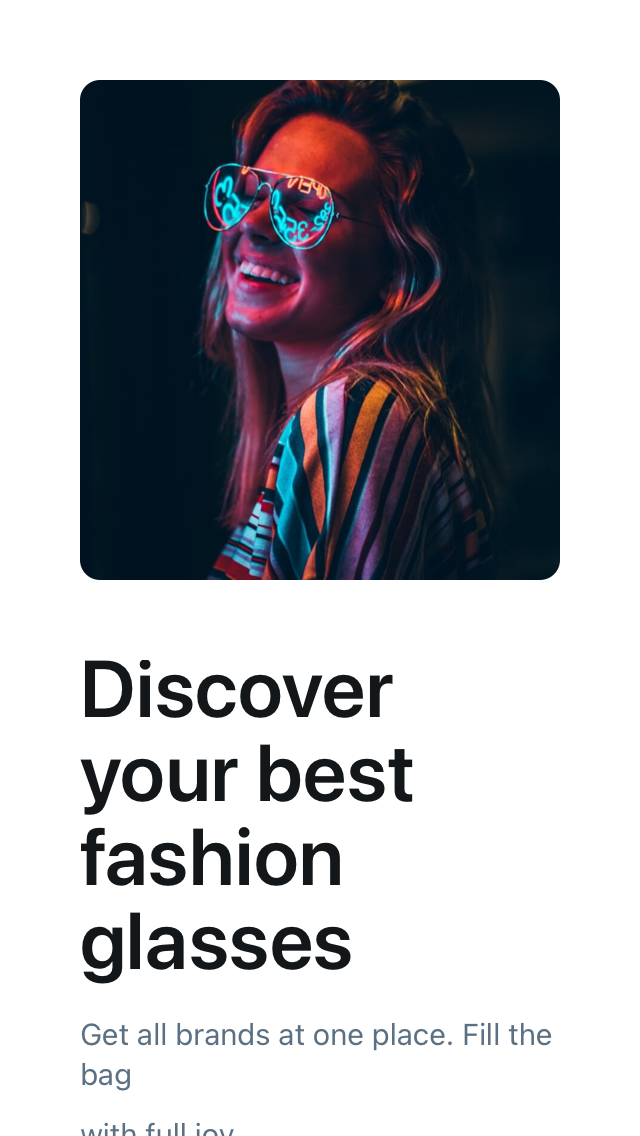 Discover
your best
fashion
glasses
Get all brands at one place. Fill the
bag
with full joy